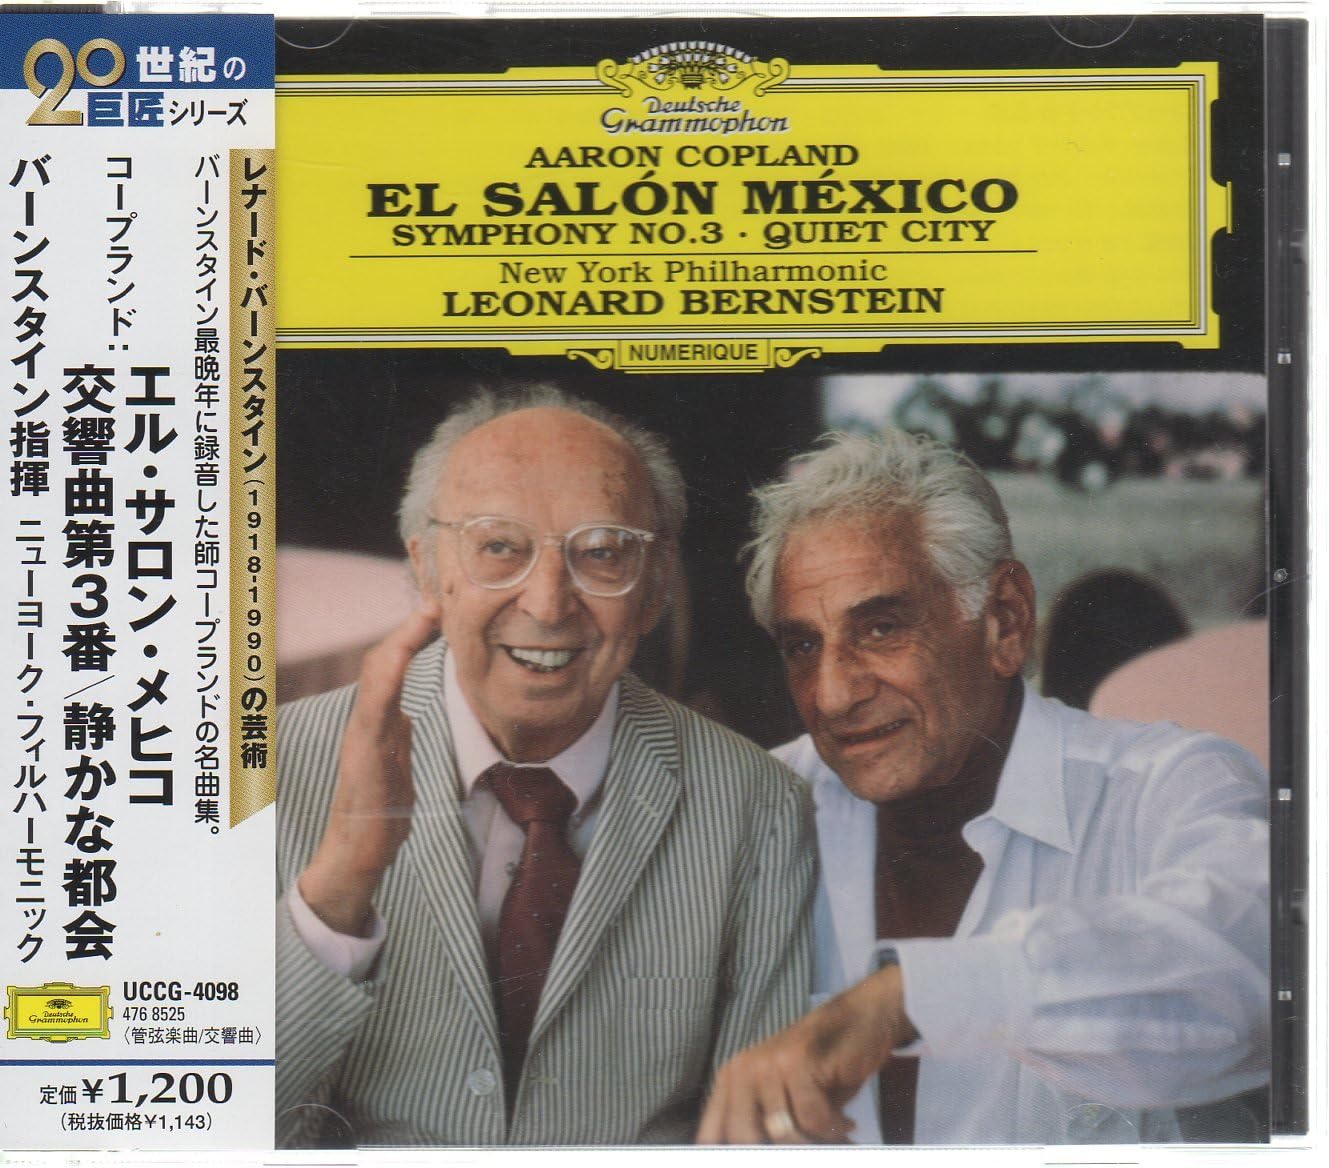 20世紀の
巨匠シリーズ
レナード・バーンスタイン(1918-1990)の芸術
バーンスタイン最晩年に録音した師コープランドの名曲集。
コープランド:
エル・サロン・メヒコ
交響曲第3番/静かな都会
バーンスタイン指揮 ニューヨーク・フィルハーモニック
Deutsche
Grammophon
UCCG-4098
476 8525
〈管弦楽曲/交響曲〉
定価¥1,200
(税抜価格¥1,143)
Deutsche
Grammophon
AARON COPLAND
EL SALÓN MÉXICO
SYMPHONY NO.3 · QUIET CITY
New York Philharmonic
LEONARD BERNSTEIN
NUMERIQUE